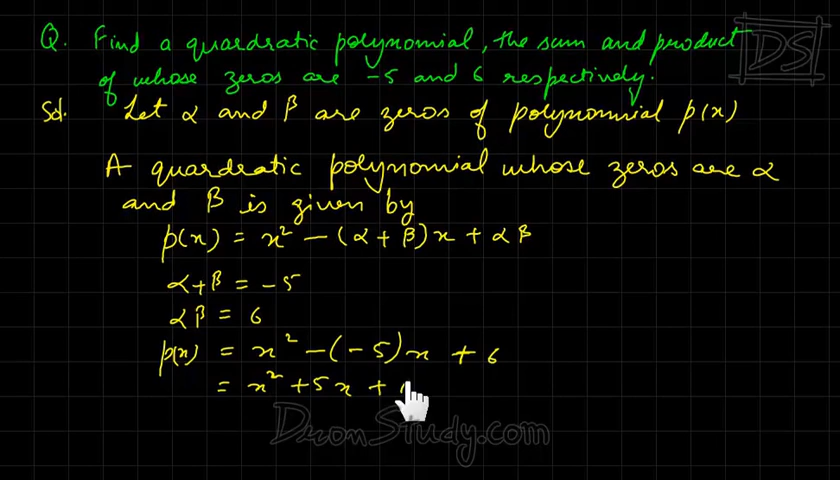 Q. Find a quardratic polynomial, the sum and product
of whose zeros are -5 and 6 respectively.
Sol. Let α and β are zeros of polynomial p(x)
A quardratic polynomial whose zeros are α
and β is given by
p(x) = x² - (α + β)x + α β
α + β = -5
α β = 6
p(x) = x² - (-5)x + 6
= x² + 5x +
DronStudy.com
DS